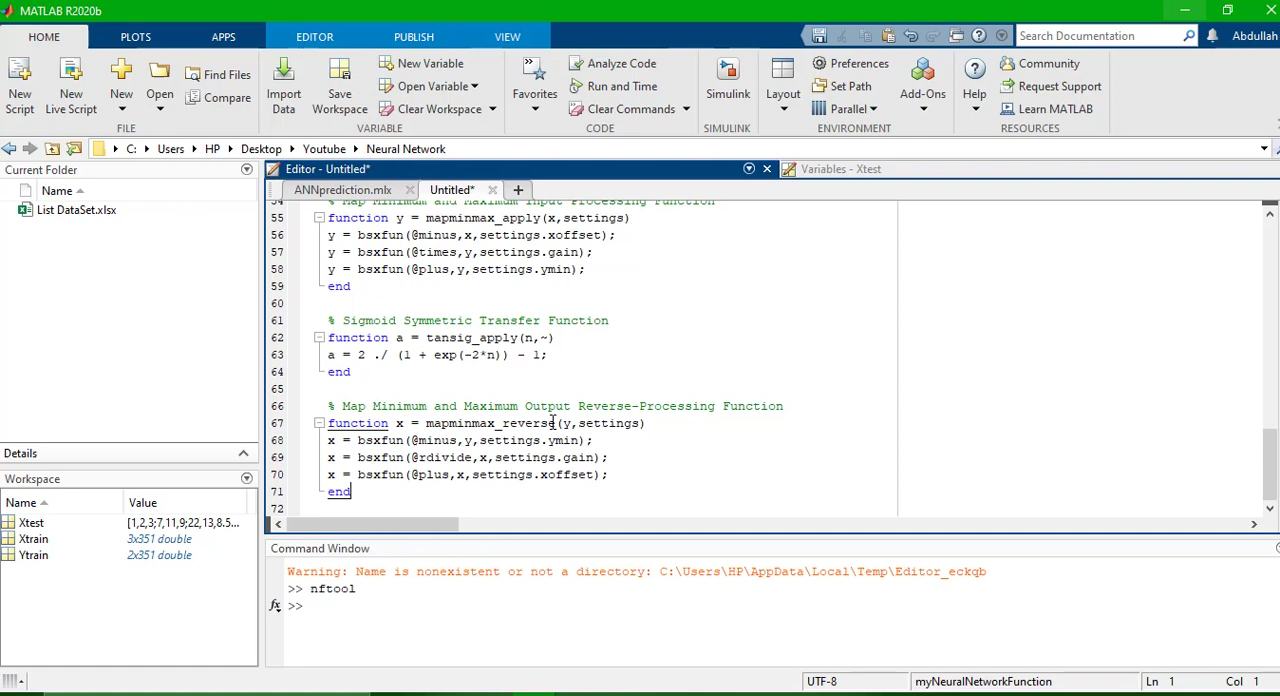 MATLAB R2020b
HOME PLOTS APPS EDITOR PUBLISH VIEW Search Documentation Abdullah
New Script
New Live Script
New
Open
Find Files
Compare
FILE
Import Data
Save Workspace
New Variable
Open Variable
Clear Workspace
VARIABLE
Favorites
Analyze Code
Run and Time
Clear Commands
CODE
Simulink
SIMULINK
Layout
Preferences
Set Path
Parallel
ENVIRONMENT
Add-Ons
Help
Community
Request Support
Learn MATLAB
RESOURCES
C: Users HP Desktop Youtube Neural Network
Current Folder
Name
List DataSet.xlsx
Details
Workspace
Name Value
Xtest [1,2,3;7,11,9;22,13,8.5...
Xtrain 3x351 double
Ytrain 2x351 double
Editor - Untitled*
Variables - Xtest
ANNprediction.mlx Untitled*
54 % Map Minimum and Maximum Input Processing Function
55 function y = mapminmax_apply(x,settings)
56 y = bsxfun(@minus,x,settings.xoffset);
57 y = bsxfun(@times,y,settings.gain);
58 y = bsxfun(@plus,y,settings.ymin);
59 end
60
61 % Sigmoid Symmetric Transfer Function
62 function a = tansig_apply(n,~)
63 a = 2 ./ (1 + exp(-2*n)) - 1;
64 end
65
66 % Map Minimum and Maximum Output Reverse-Processing Function
67 function x = mapminmax_reverse(y,settings)
68 x = bsxfun(@minus,y,settings.ymin);
69 x = bsxfun(@rdivide,x,settings.gain);
70 x = bsxfun(@plus,x,settings.xoffset);
71 end
72
Command Window
Warning: Name is nonexistent or not a directory: C:\Users\HP\AppData\Local\Temp\Editor_eckqb
>> nftool
fx >>
UTF-8 myNeuralNetworkFunction Ln 1 Col 1